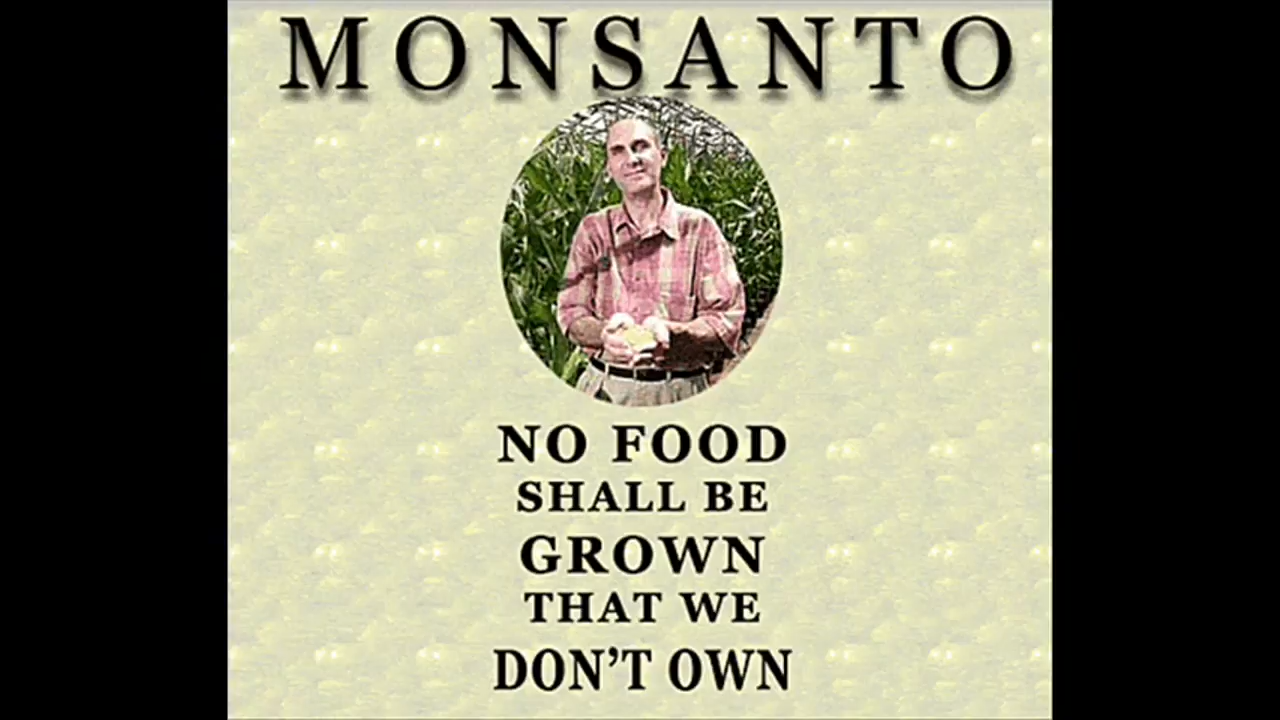 MONSANTO
NO FOOD
SHALL BE
GROWN
THAT WE
DON'T OWN